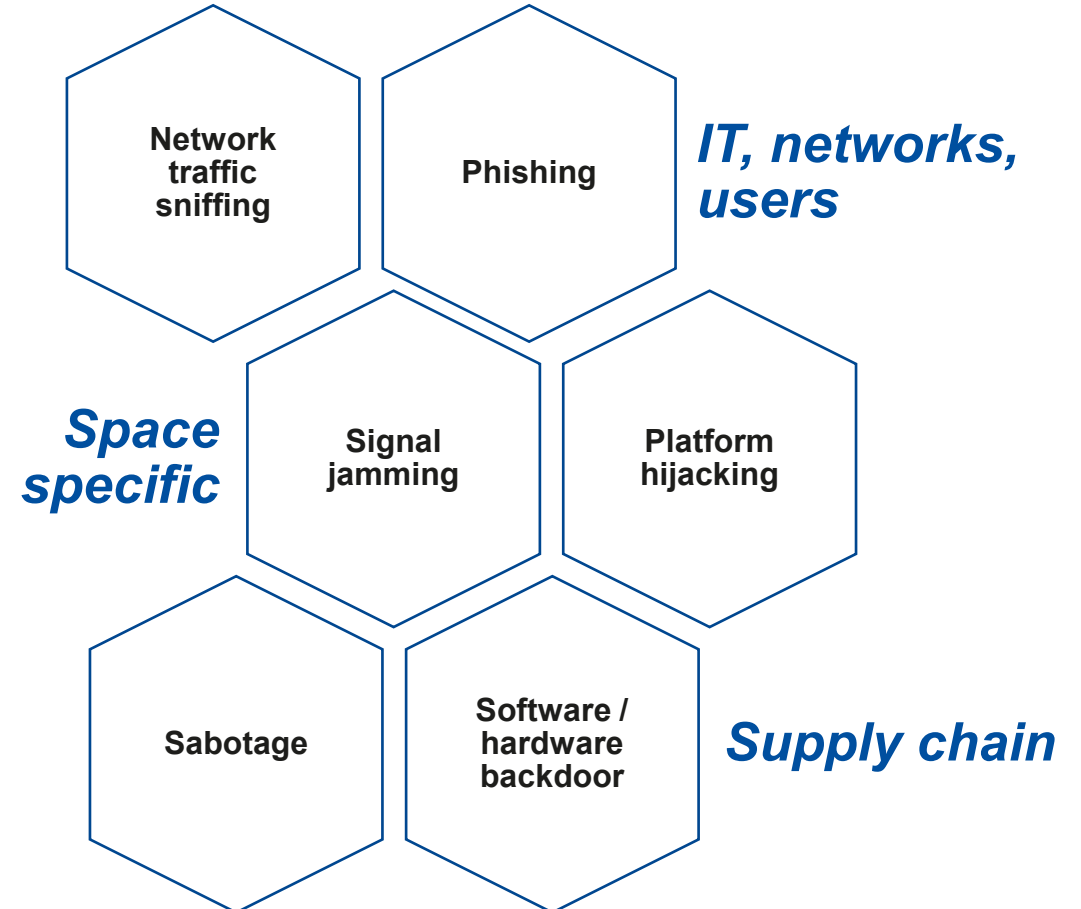 Network
traffic
sniffing
Phishing
IT, networks,
users
Space
specific
Signal
jamming
Platform
hijacking
Sabotage
Software /
hardware
backdoor
Supply chain